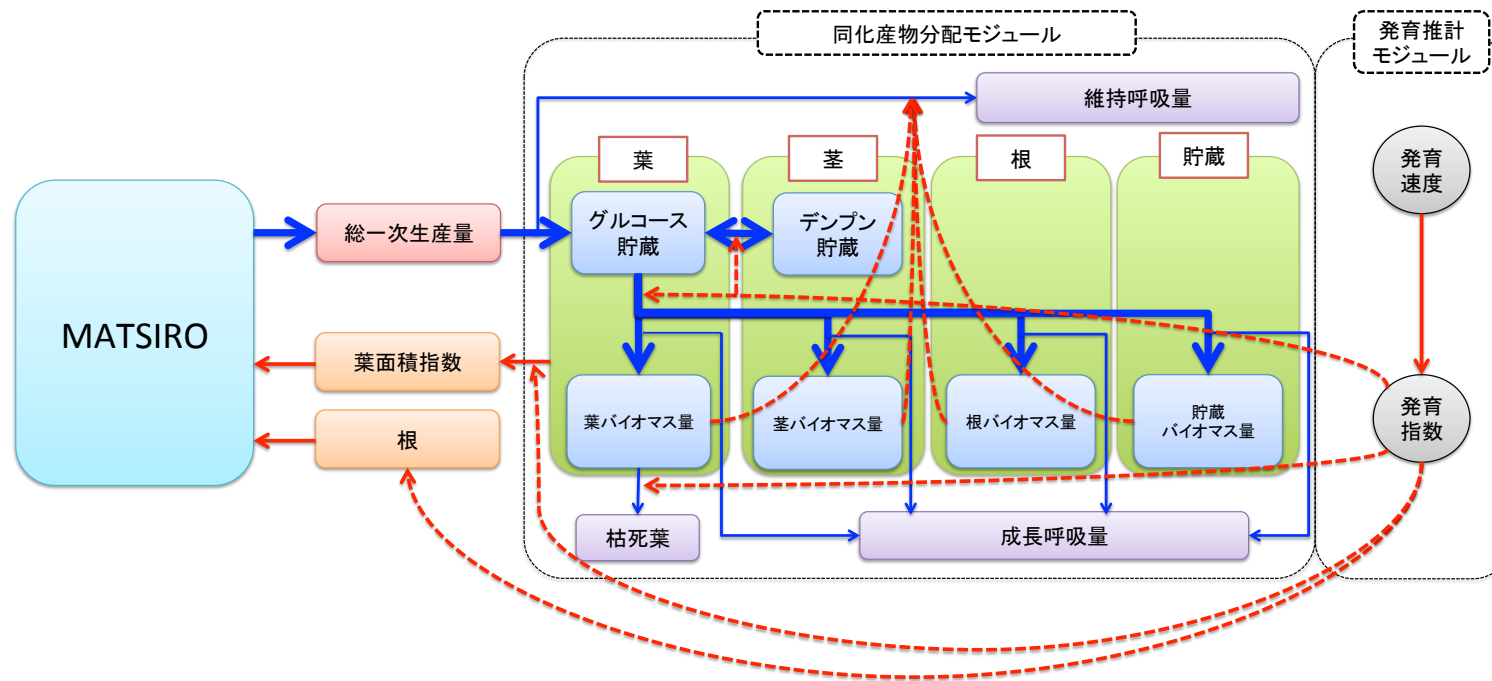 同化産物分配モジュール
発育推計
モジュール
維持呼吸量
葉
茎
根
貯蔵
発育
速度
グルコース
貯蔵
デンプン
貯蔵
総一次生産量
MATSIRO
葉面積指数
根
葉バイオマス量
茎バイオマス量
根バイオマス量
貯蔵
バイオマス量
発育
指数
枯死葉
成長呼吸量